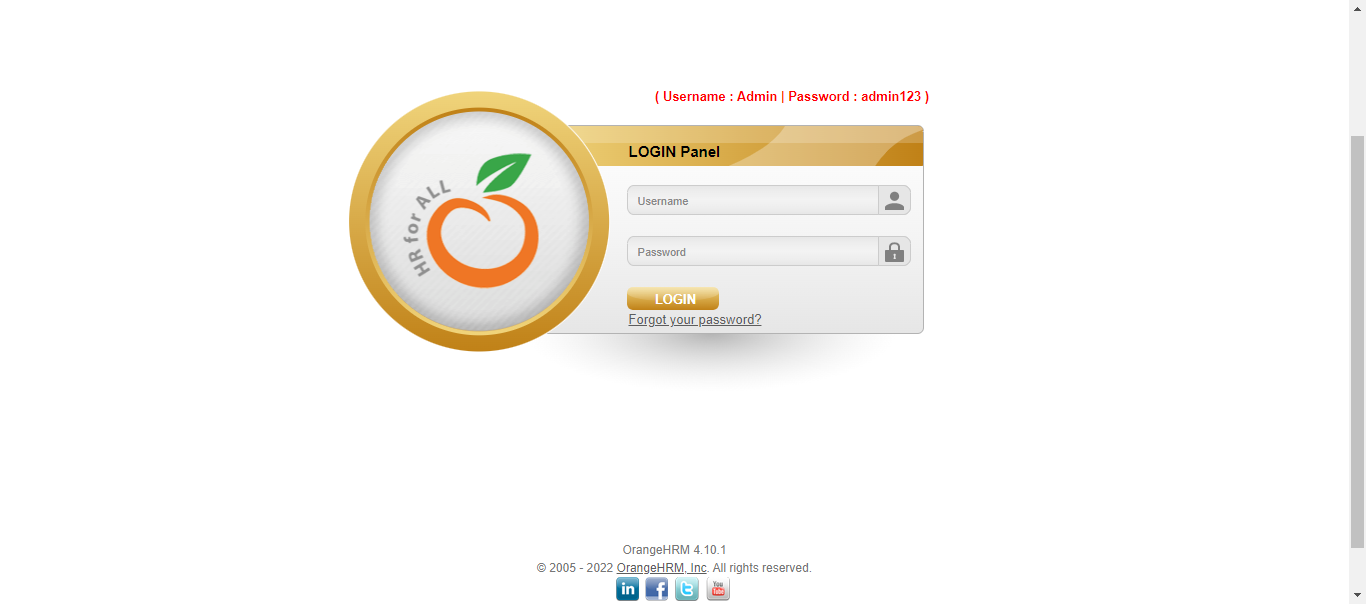 ( Username : Admin | Password : admin123 )
LOGIN Panel
HR for ALL
Username
Password
LOGIN
Forgot your password?
OrangeHRM 4.10.1
© 2005 - 2022 OrangeHRM, Inc. All rights reserved.
in f t You Tube